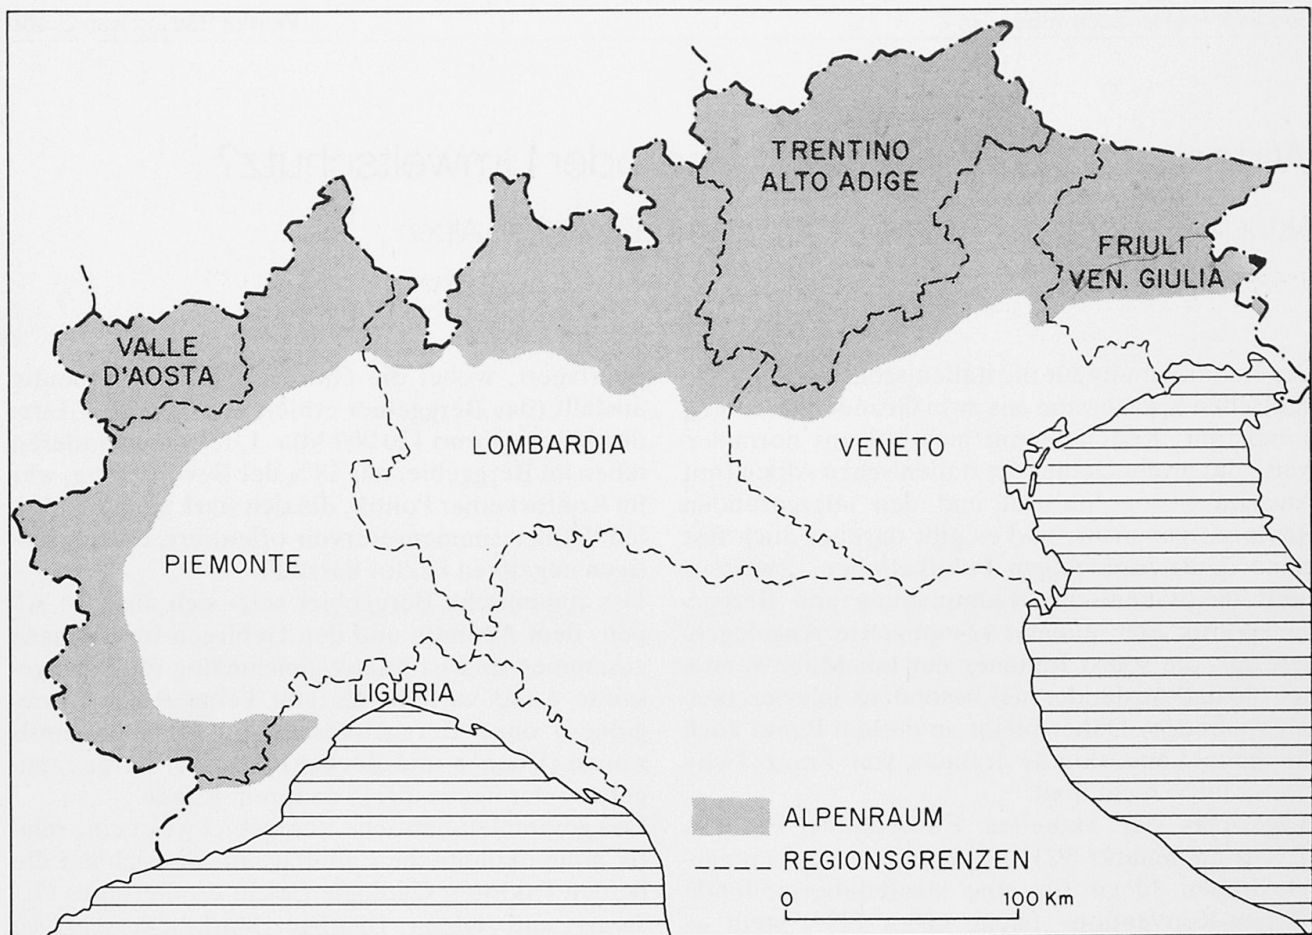 TRENTINO
ALTO ADIGE
FRIULI
VEN. GIULIA
VALLE
D'AOSTA
LOMBARDIA
VENETO
PIEMONTE
LIGURIA
ALPENRAUM
REGIONSGRENZEN
0
100 Km